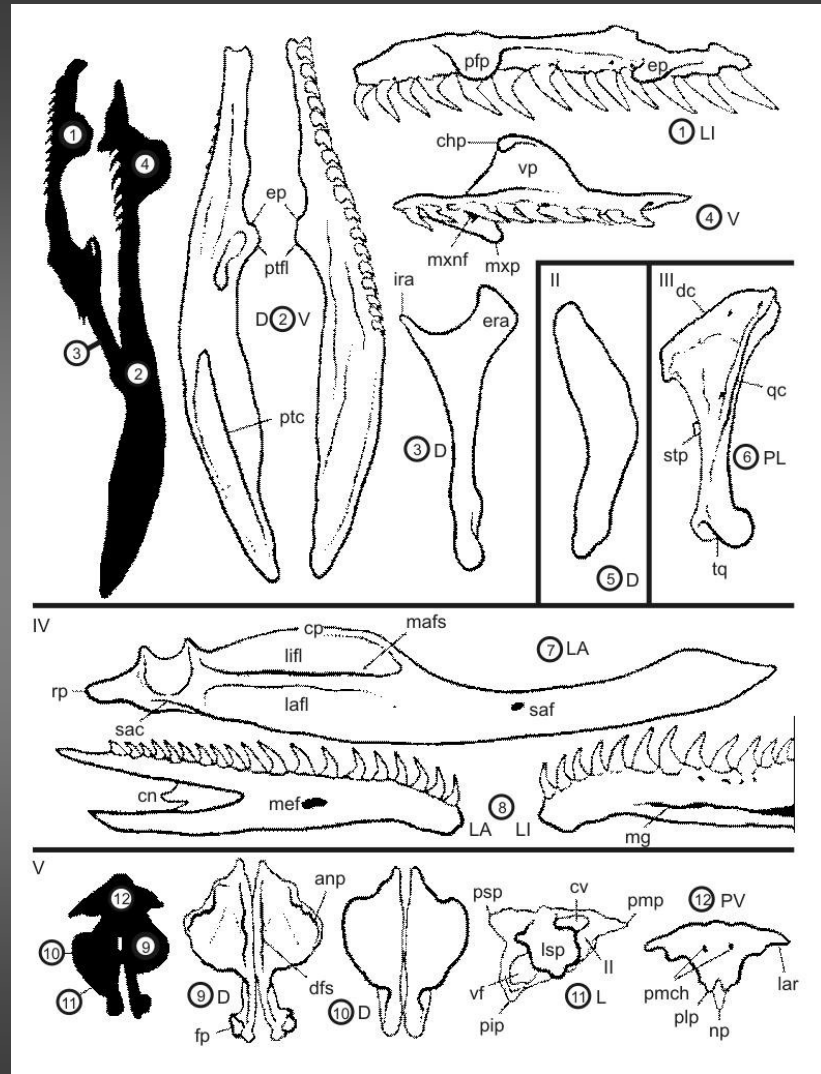 pfp
ep
1 LI
1
4
chp
vp
4 V
mxnf
mxp
ep
ptfl
D 2 V
ira
era
3
2
ptc
3 D
II
5 D
III
dc
qc
stp
6 PL
tq
IV
cp
mafs
lifl
7 LA
rp
lafl
saf
sac
cn
mef
8
LA LI
mg
V
12
10
9
11
anp
dfs
9 D
fp
10 D
psp
cv
pmp
lsp
ll
vf
11 L
pip
12 PV
pmch
lar
plp
np